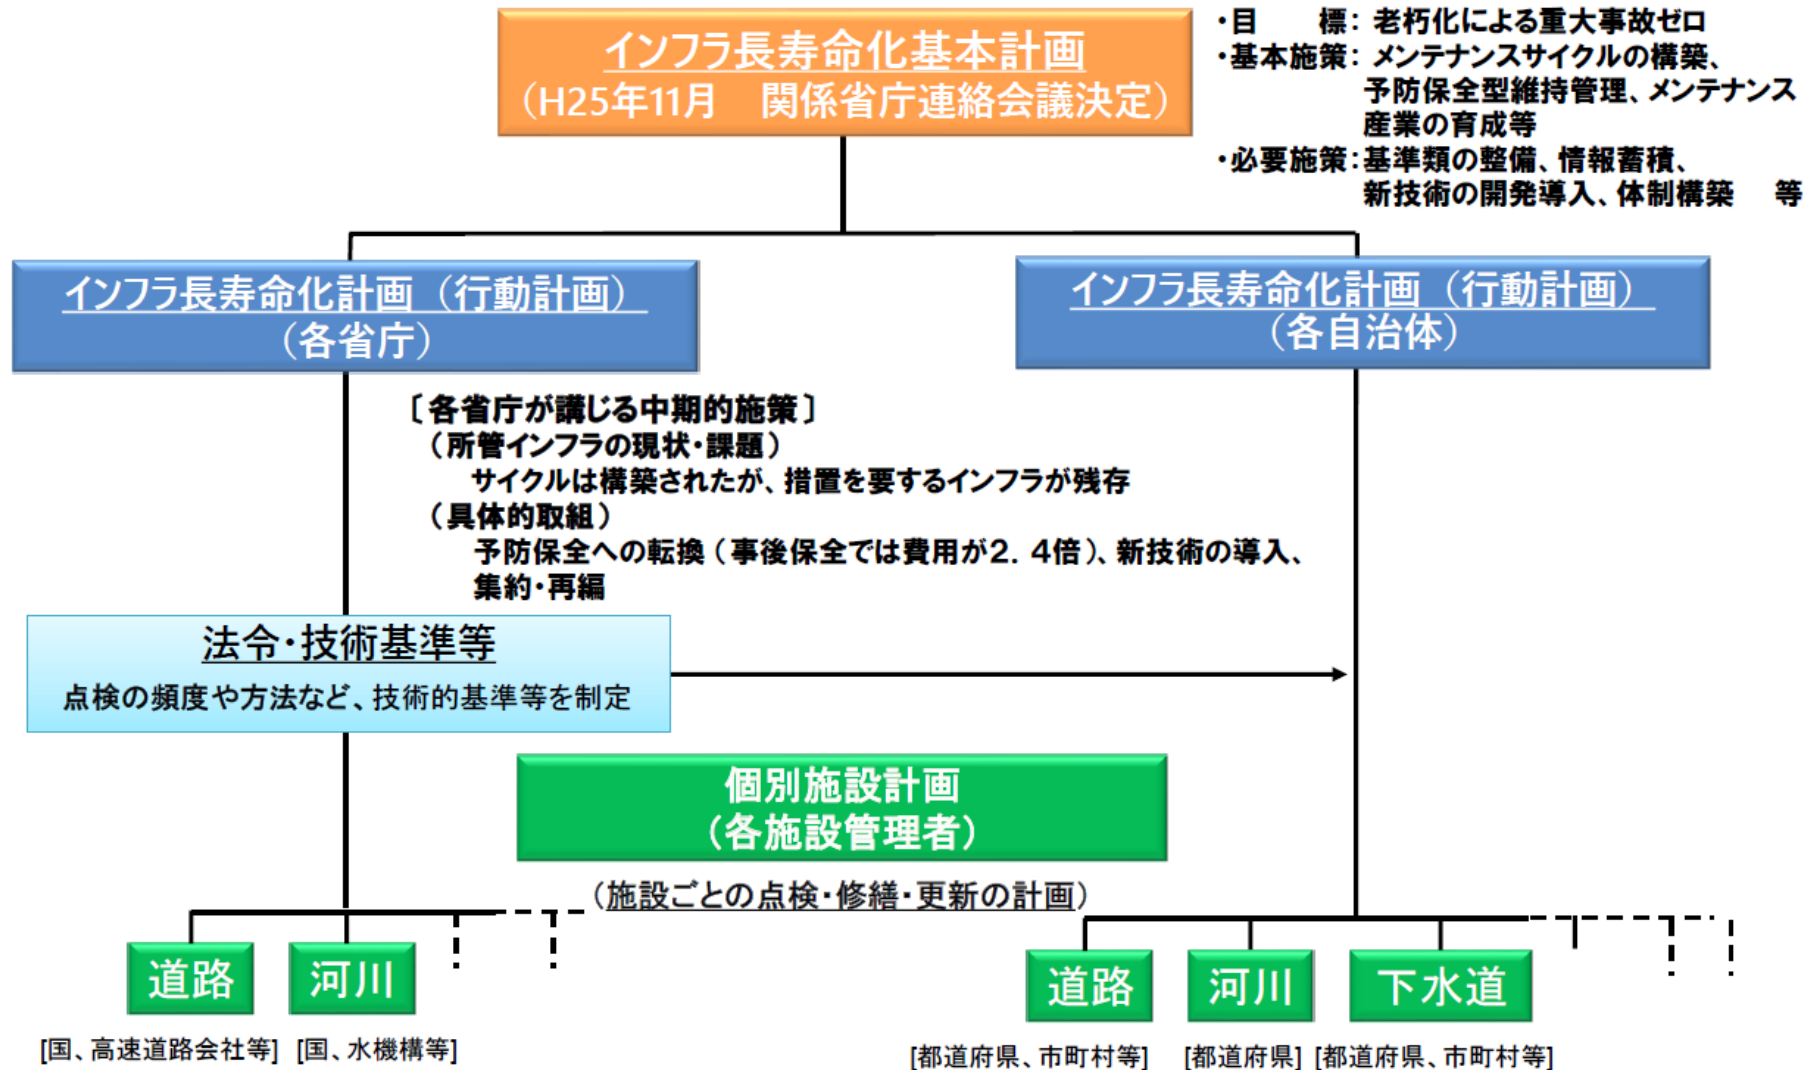 インフラ長寿命化基本計画
（H25年11月　関係省庁連絡会議決定）
・目　　標： 老朽化による重大事故ゼロ
・基本施策： メンテナンスサイクルの構築、
予防保全型維持管理、メンテナンス
産業の育成等
・必要施策：基準類の整備、情報蓄積、
新技術の開発導入、体制構築　等
インフラ長寿命化計画（行動計画）
（各省庁）
インフラ長寿命化計画（行動計画）
（各自治体）
〔各省庁が講じる中期的施策〕
（所管インフラの現状・課題）
サイクルは構築されたが、措置を要するインフラが残存
（具体的取組）
予防保全への転換（事後保全では費用が２．４倍）、新技術の導入、
集約・再編
法令・技術基準等
点検の頻度や方法など、技術的基準等を制定
個別施設計画
（各施設管理者）
（施設ごとの点検・修繕・更新の計画）
道路
河川
[国、高速道路会社等]
[国、水機構等]
道路
河川
下水道
[都道府県、市町村等]
[都道府県]
[都道府県、市町村等]